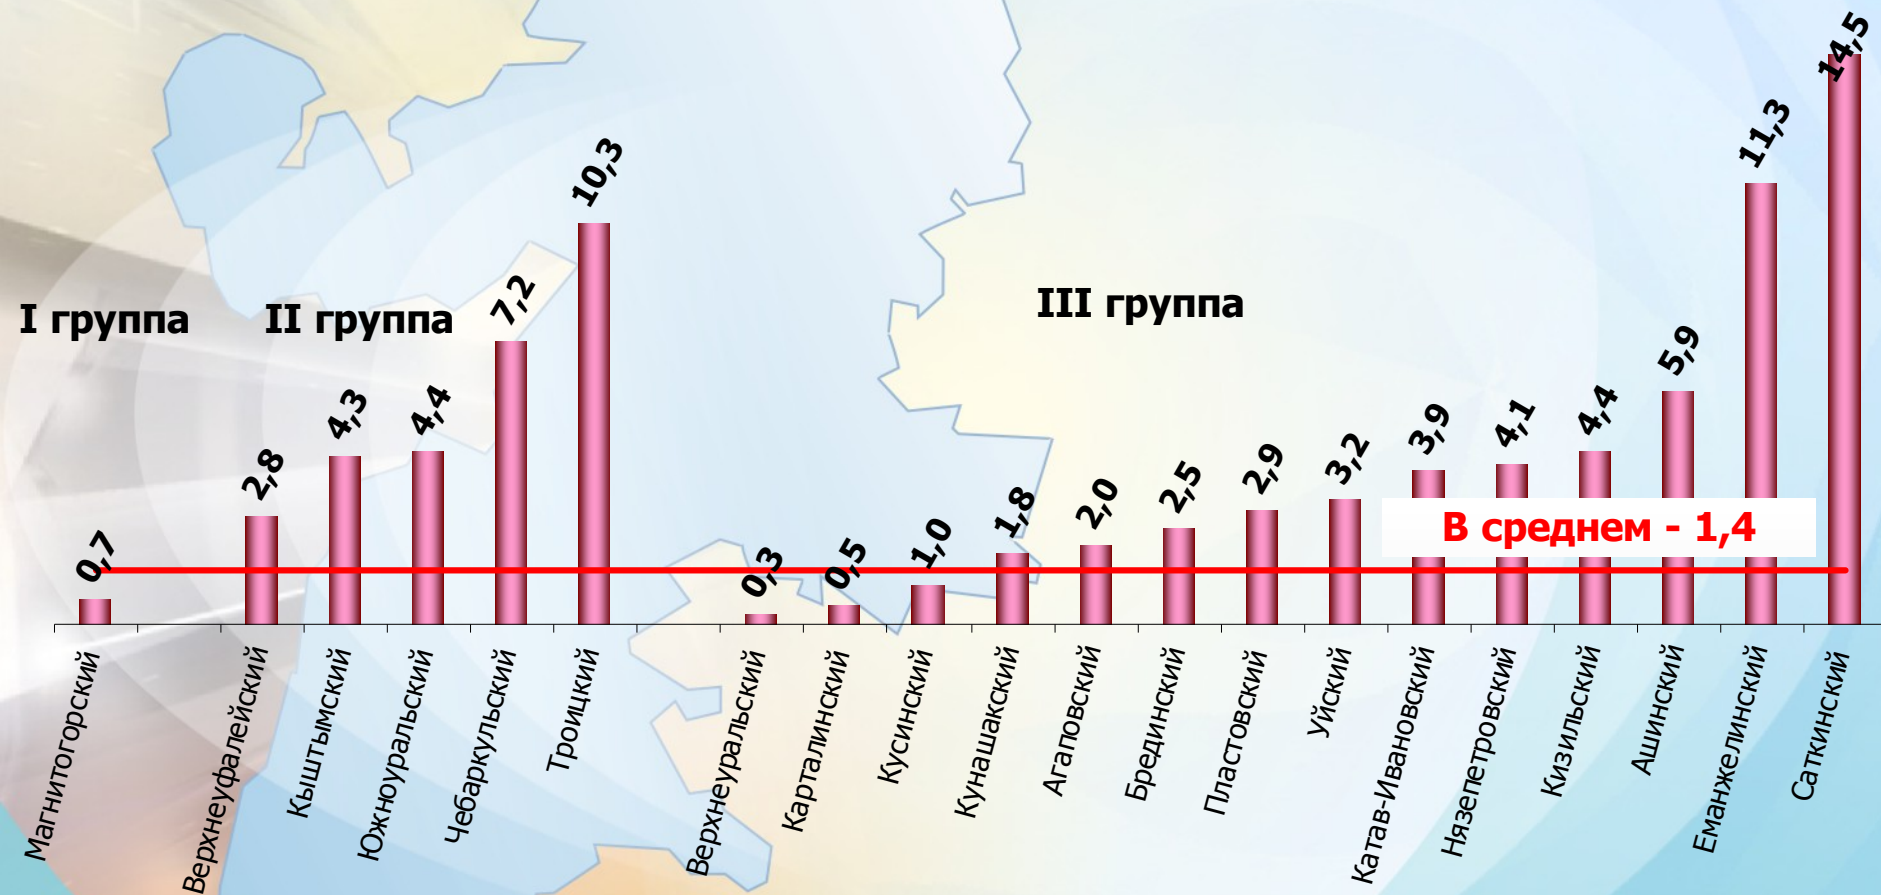 I группа
II группа
III группа
0,7
2,8
4,3
4,4
7,2
10,3
0,3
0,5
1,0
1,8
2,0
2,5
2,9
3,2
3,9
4,1
4,4
5,9
11,3
14,5
В среднем - 1,4
Магнитогорский
Верхнеуфалейский
Кыштымский
Южноуральский
Чебаркульский
Троицкий
Верхнеуральский
Карталинский
Кусинский
Кунашакский
Агаповский
Брединский
Пластовский
Уйский
Катав-Ивановский
Нязепетровский
Кизильский
Ашинский
Еманжелинский
Саткинский